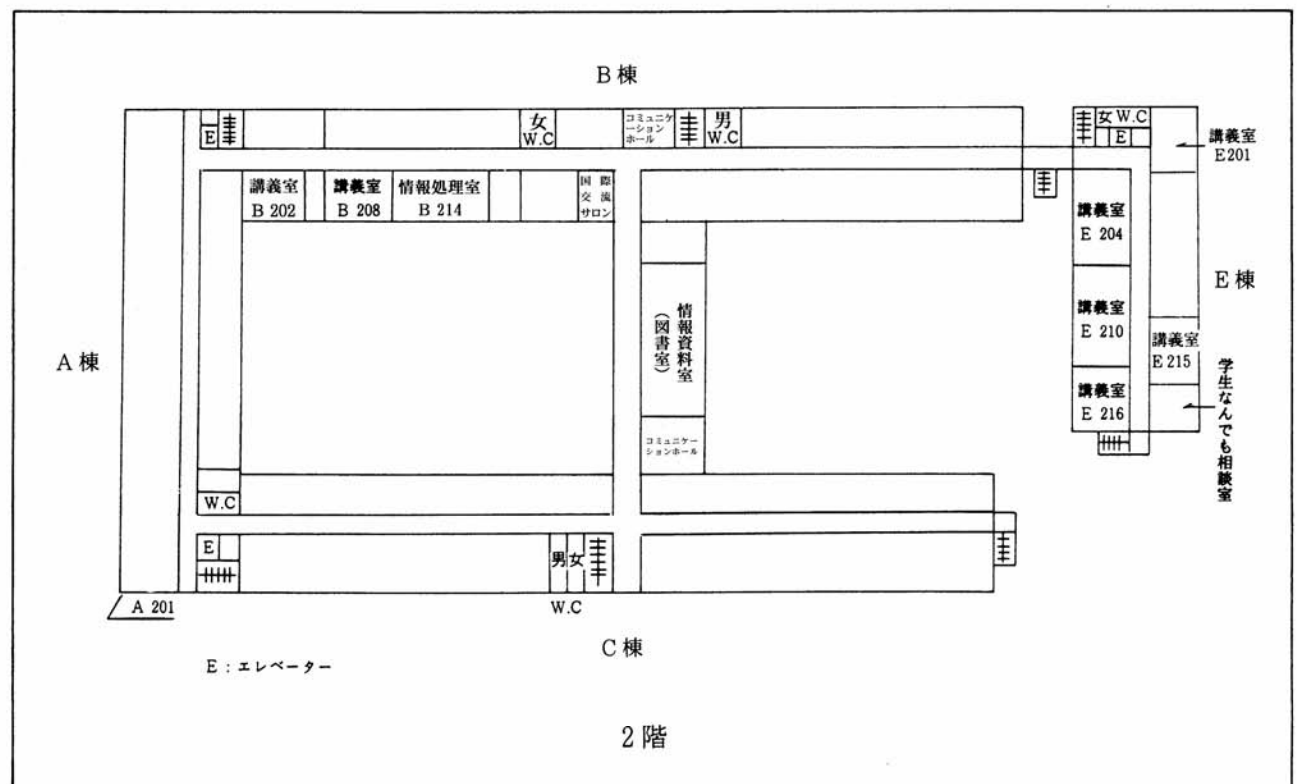 B棟
E
女
W.C
コミュニケ
ーション
ホール
男
W.C
女 W.C
E
講義室
E201
講義室
B 202
講義室
B 208
情報処理室
B 214
国際
交流
サロン
講義室
E 204
E棟
情報資料室
(図書室)
講義室
E 210
講義室
E 215
A棟
講義室
E 216
学生なんでも相談室
コミュニケー
ションホール
W.C
E
男 女
A 201
W.C
C棟
E:エレベーター
2階